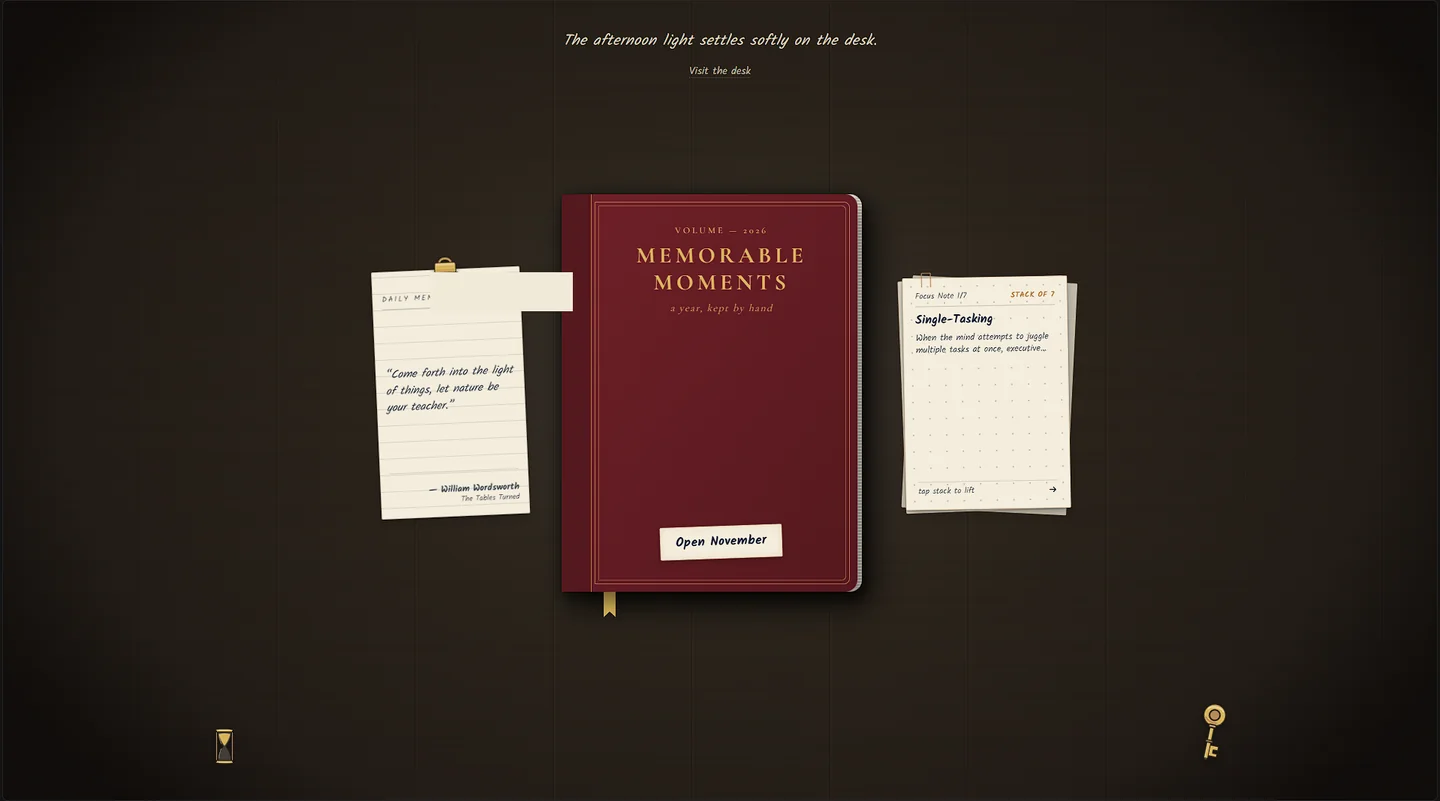 The afternoon light settles softly on the desk.
Visit the desk
DAILY
“Come forth into the light
of things, let nature be
your teacher.”
— William Wordsworth
The Tables Turned
VOLUME — 2026
MEMORABLE
MOMENTS
a year, kept by hand
Open November
Focus Note 1/7
STACK OF 7
Single-Tasking
When the mind attempts to juggle
multiple tasks at once, executive…
tap stack to lift →